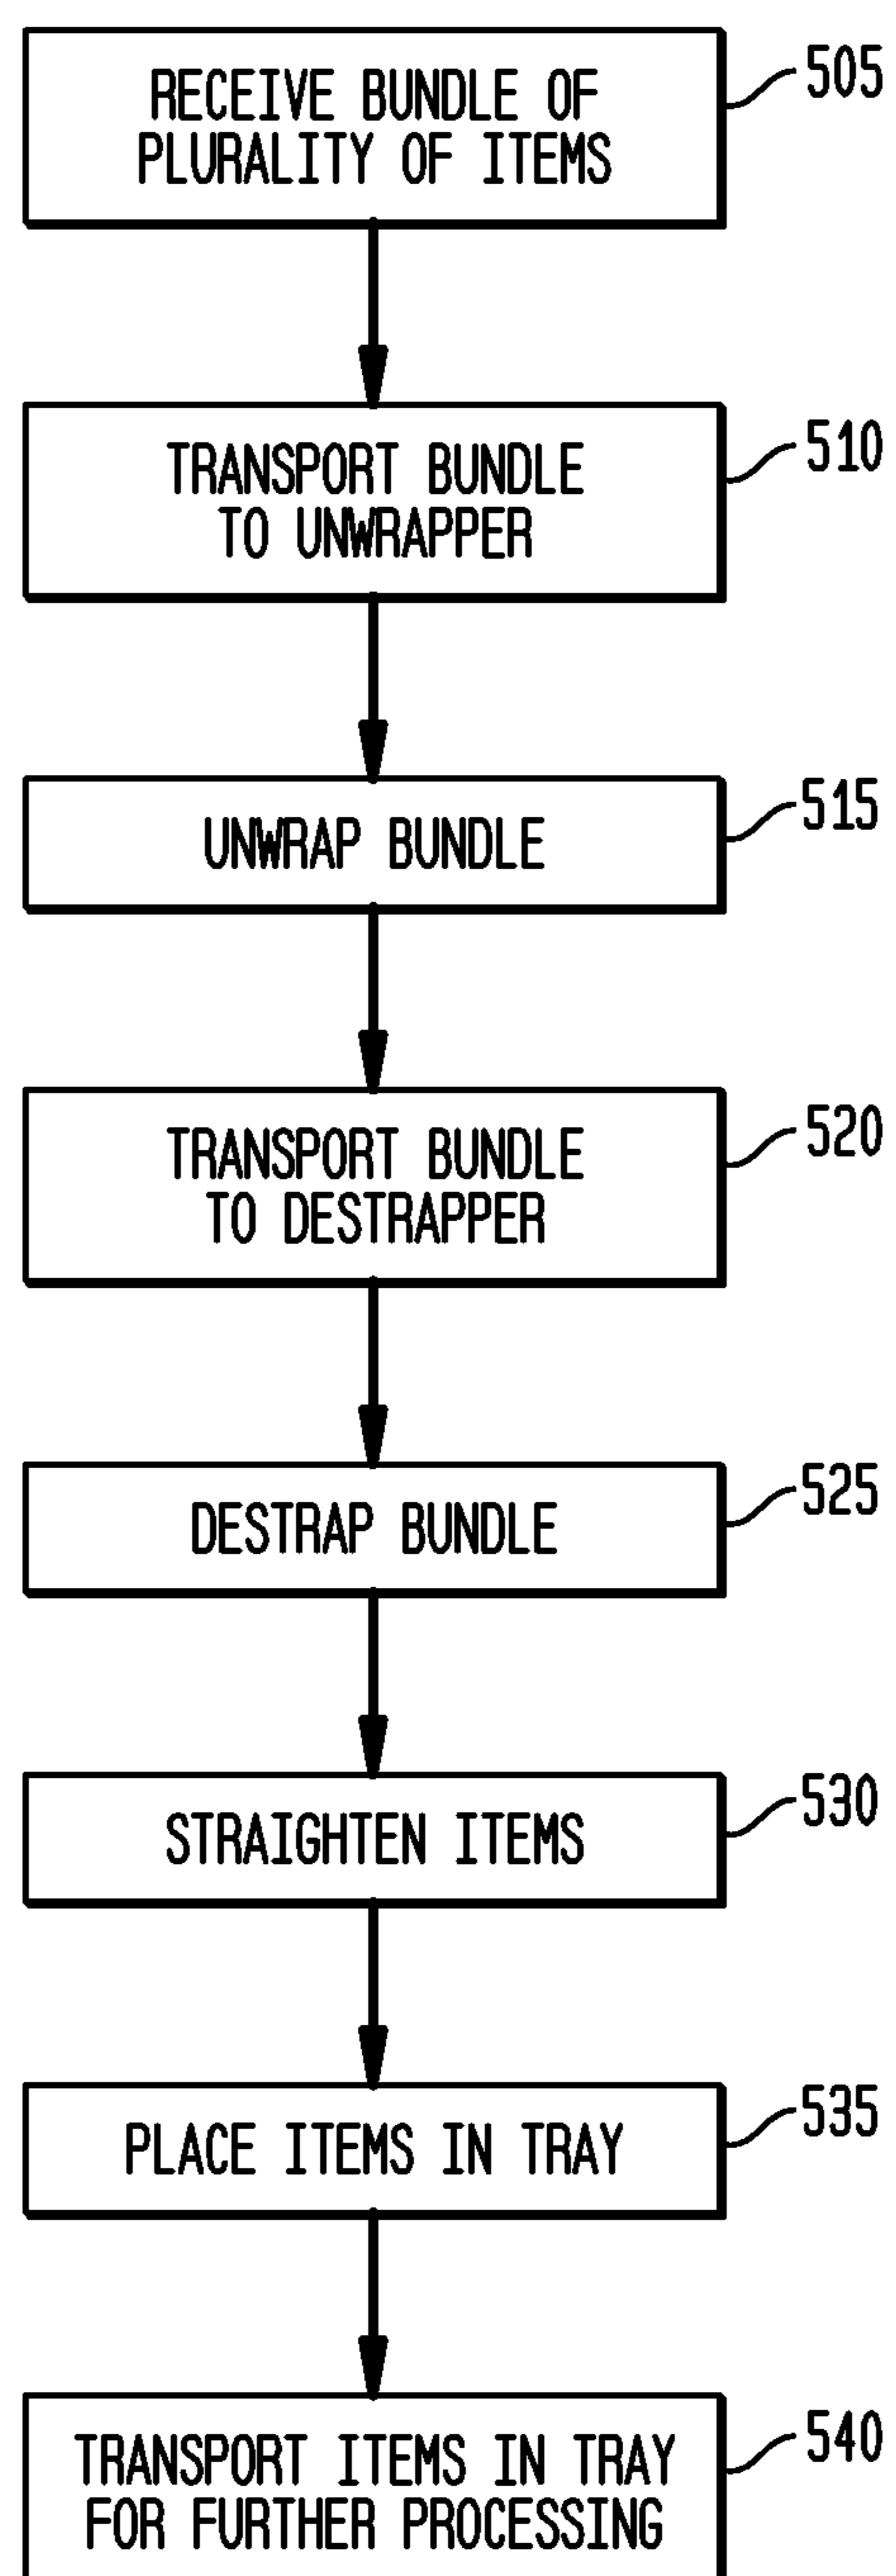 RECEIVE BUNDLE OF
PLURALITY OF ITEMS
505
TRANSPORT BUNDLE
TO UNWRAPPER
510
UNWRAP BUNDLE
515
TRANSPORT BUNDLE
TO DESTRAPPER
520
DESTRAP BUNDLE
525
STRAIGHTEN ITEMS
530
PLACE ITEMS IN TRAY
535
TRANSPORT ITEMS IN TRAY
FOR FURTHER PROCESSING
540